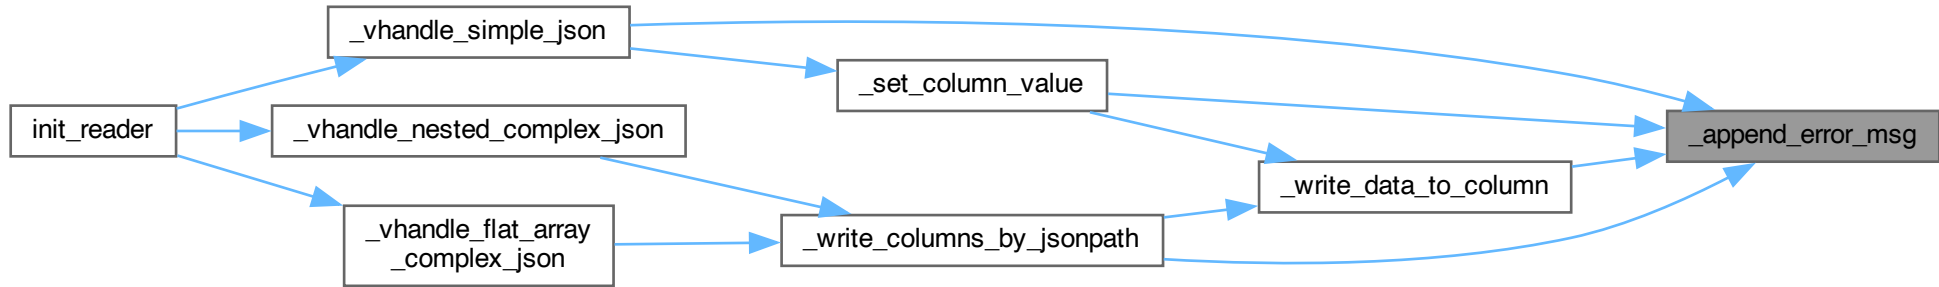 _vhandle_simple_json
_set_column_value
init_reader
_vhandle_nested_complex_json
_append_error_msg
_write_data_to_column
_vhandle_flat_array
_complex_json
_write_columns_by_jsonpath